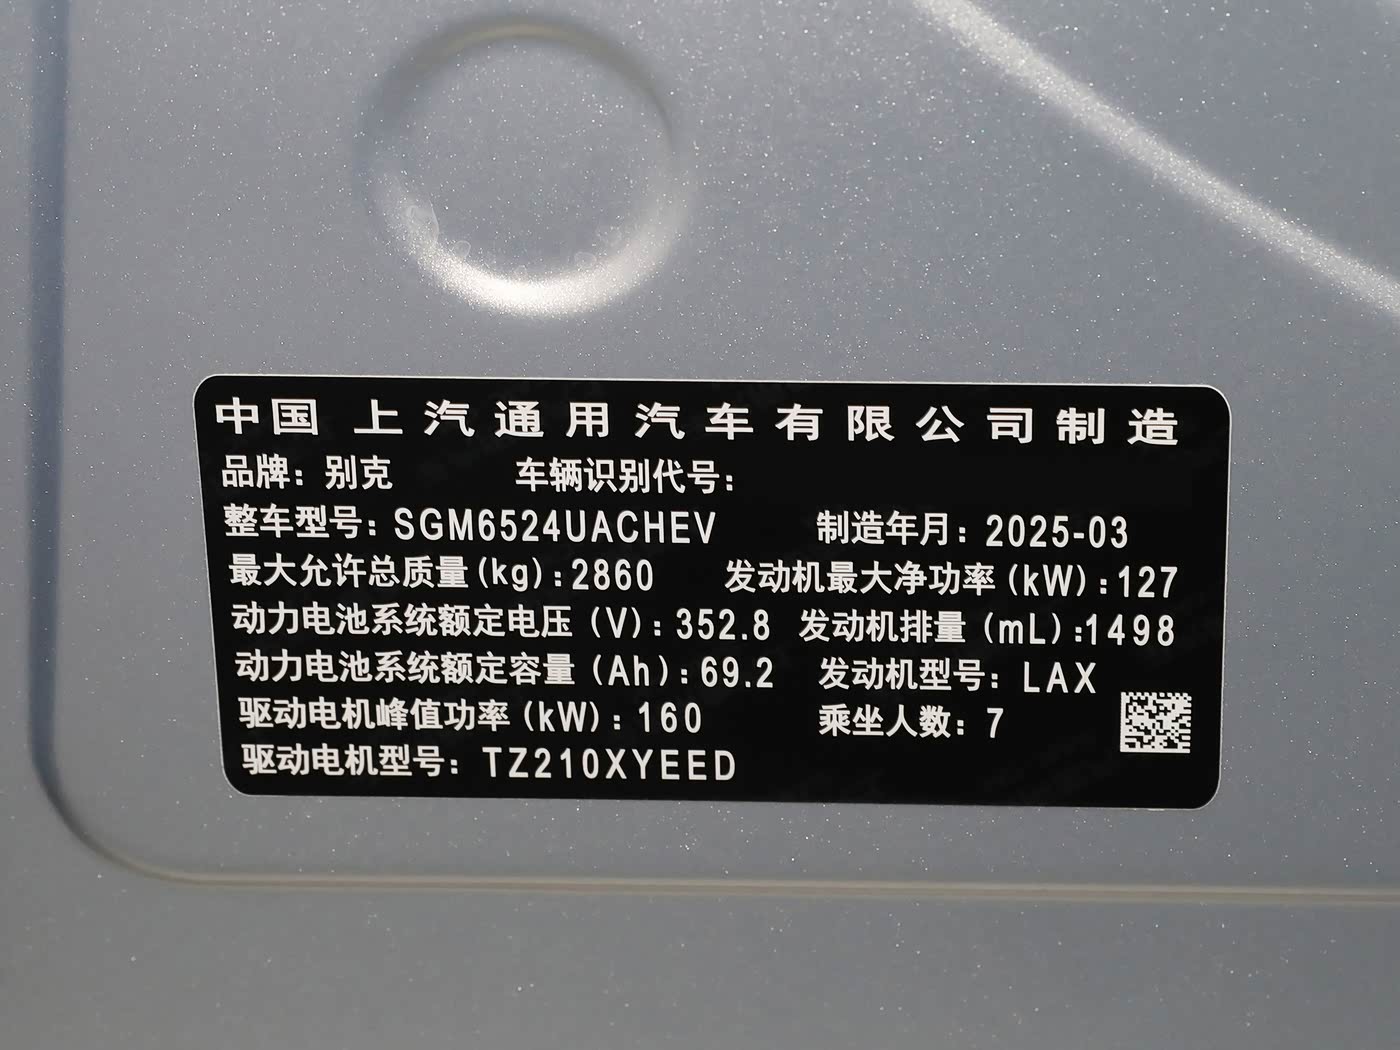 中国 上汽通用汽车有限公司制造
品牌：别克 车辆识别代号：
整车型号：SGM6524UACHEV 制造年月：2025-03
最大允许总质量(kg)：2860 发动机最大净功率(kW)：127
动力电池系统额定电压(V)：352.8 发动机排量(mL)：1498
动力电池系统额定容量(Ah)：69.2 发动机型号：LAX
驱动电机峰值功率(kW)：160 乘坐人数：7
驱动电机型号：TZ210XYEED